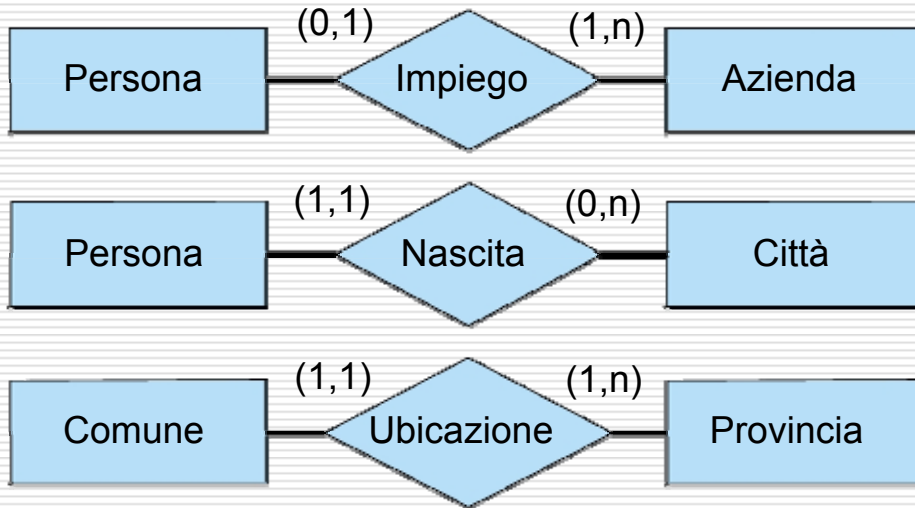 (0,1) (1,n)
Persona Impiego Azienda
(1,1) (0,n)
Persona Nascita Città
(1,1) (1,n)
Comune Ubicazione Provincia